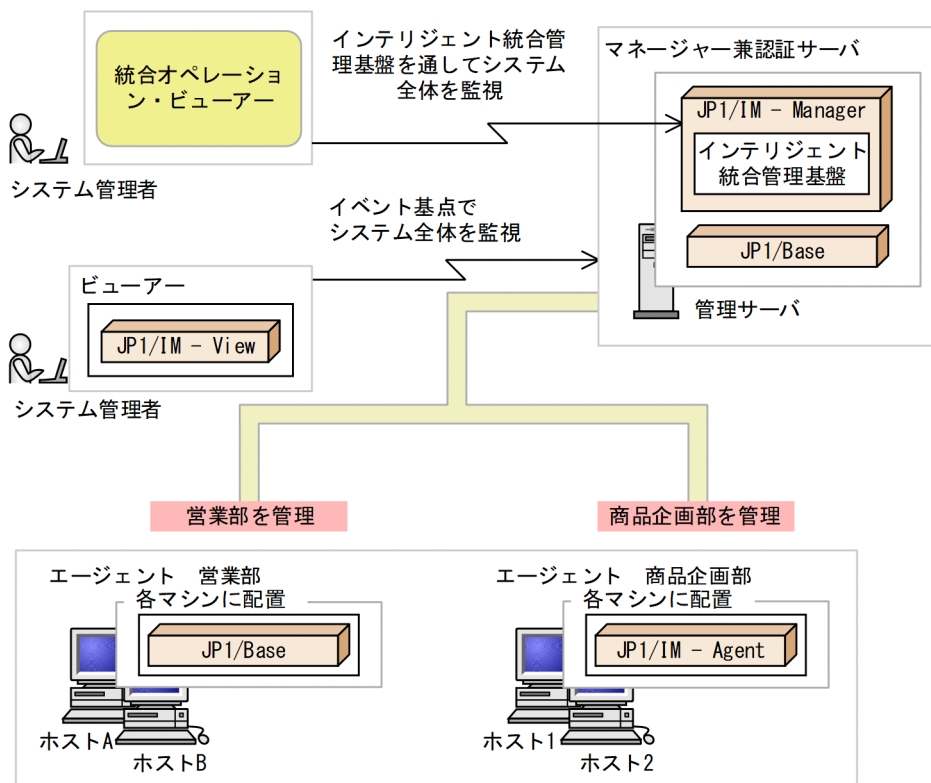 統合オペレーショ
ン・ビューアー
システム管理者
インテリジェント統合管
理基盤を通してシステム
全体を監視
マネージャー兼認証サーバ
JP1/IM - Manager
インテリジェント
統合管理基盤
JP1/Base
管理サーバ
イベント基点で
システム全体を監視
ビューアー
JP1/IM - View
システム管理者
営業部を管理
商品企画部を管理
エージェント 営業部
各マシンに配置
JP1/Base
ホストA
ホストB
エージェント 商品企画部
各マシンに配置
JP1/IM - Agent
ホスト1
ホスト2